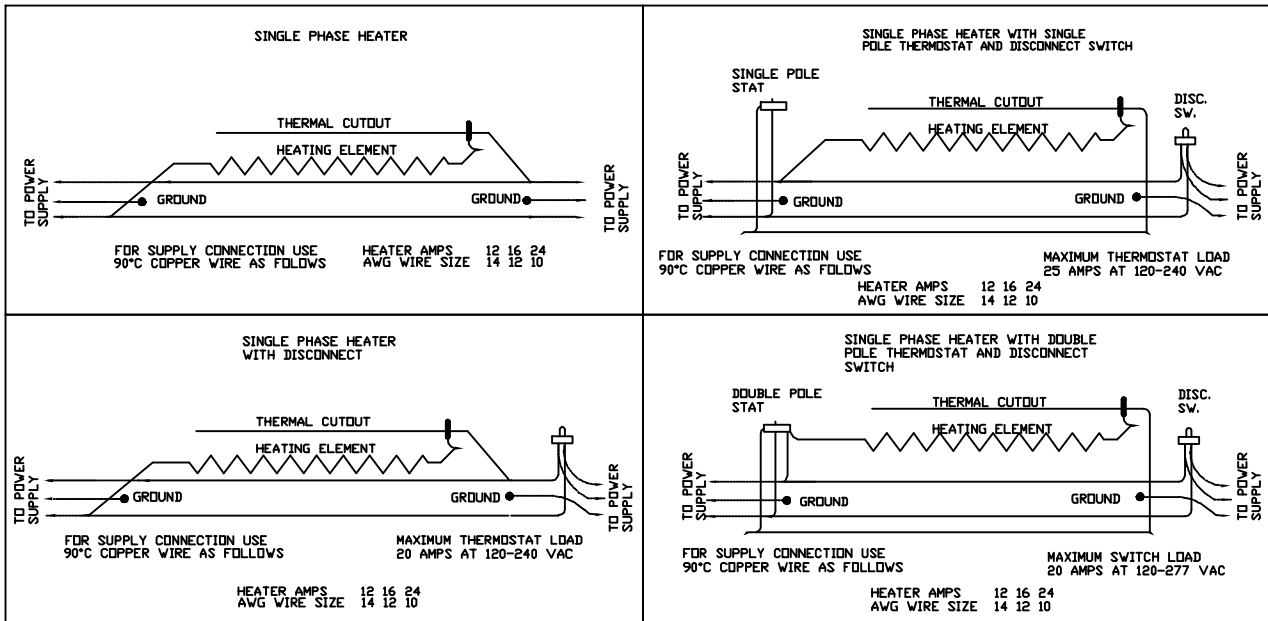 SINGLE PHASE HEATER
THERMAL CUTOUT
HEATING ELEMENT
TO POWER
SUPPLY
GROUND
GROUND
TO POWER
SUPPLY
FOR SUPPLY CONNECTION USE
90°C COPPER WIRE AS FOLOWS
HEATER AMPS 12 16 24
AWG WIRE SIZE 14 12 10
SINGLE PHASE HEATER WITH SINGLE
POLE THERMOSTAT AND DISCONNECT SWITCH
SINGLE POLE
STAT
THERMAL CUTOUT
HEATING ELEMENT
DISC.
SW.
TO POWER
SUPPLY
GROUND
GROUND
TO POWER
SUPPLY
FOR SUPPLY CONNECTION USE
90°C COPPER WIRE AS FOLLOWS
MAXIMUM THERMOSTAT LOAD
25 AMPS AT 120-240 VAC
HEATER AMPS 12 16 24
AWG WIRE SIZE 14 12 10
SINGLE PHASE HEATER
WITH DISCONNECT
THERMAL CUTOUT
HEATING ELEMENT
TO POWER
SUPPLY
GROUND
GROUND
TO POWER
SUPPLY
FOR SUPPLY CONNECTION USE
90°C COPPER WIRE AS FOLLOWS
MAXIMUM THERMOSTAT LOAD
20 AMPS AT 120-240 VAC
HEATER AMPS 12 16 24
AWG WIRE SIZE 14 12 10
SINGLE PHASE HEATER WITH DOUBLE
POLE THERMOSTAT AND DISCONNECT
SWITCH
DOUBLE POLE
STAT
THERMAL CUTOUT
HEATING ELEMENT
DISC.
SW.
TO POWER
SUPPLY
GROUND
GROUND
TO POWER
SUPPLY
FOR SUPPLY CONNECTION USE
90°C COPPER WIRE AS FOLLOWS
MAXIMUM SWITCH LOAD
20 AMPS AT 120-277 VAC
HEATER AMPS 12 16 24
AWG WIRE SIZE 14 12 10